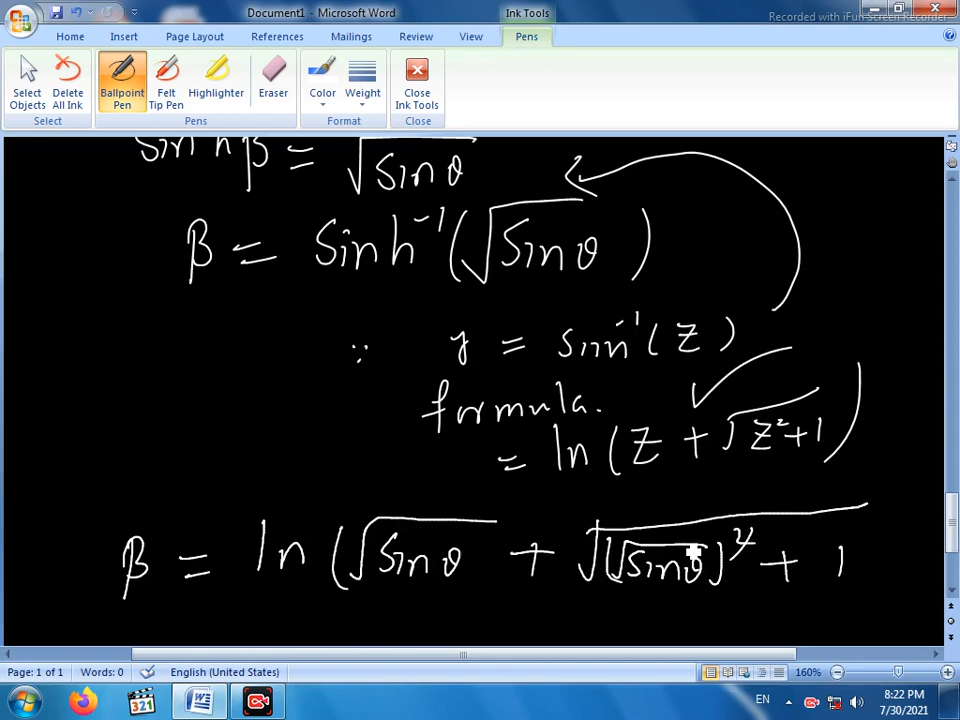 Document1 - Microsoft Word
Ink Tools
Recorded with iFun Screen Recorder
Home Insert Page Layout References Mailings Review View Pens
Select Objects
Delete All Ink
Ballpoint Pen
Felt Tip Pen
Highlighter
Eraser
Color
Weight
Close Ink Tools
Select Pens Format Close
Sinhβ = √Sinθ
β = Sinh⁻¹(√Sinθ)
∵ y = sin⁻¹(Z)
formula.
= ln(Z + √Z²+1)
β = ln(√Sinθ + √(√Sinθ)² + 1
Page: 1 of 1 Words: 0 English (United States) 160%
321
EN 8:22 PM
7/30/2021